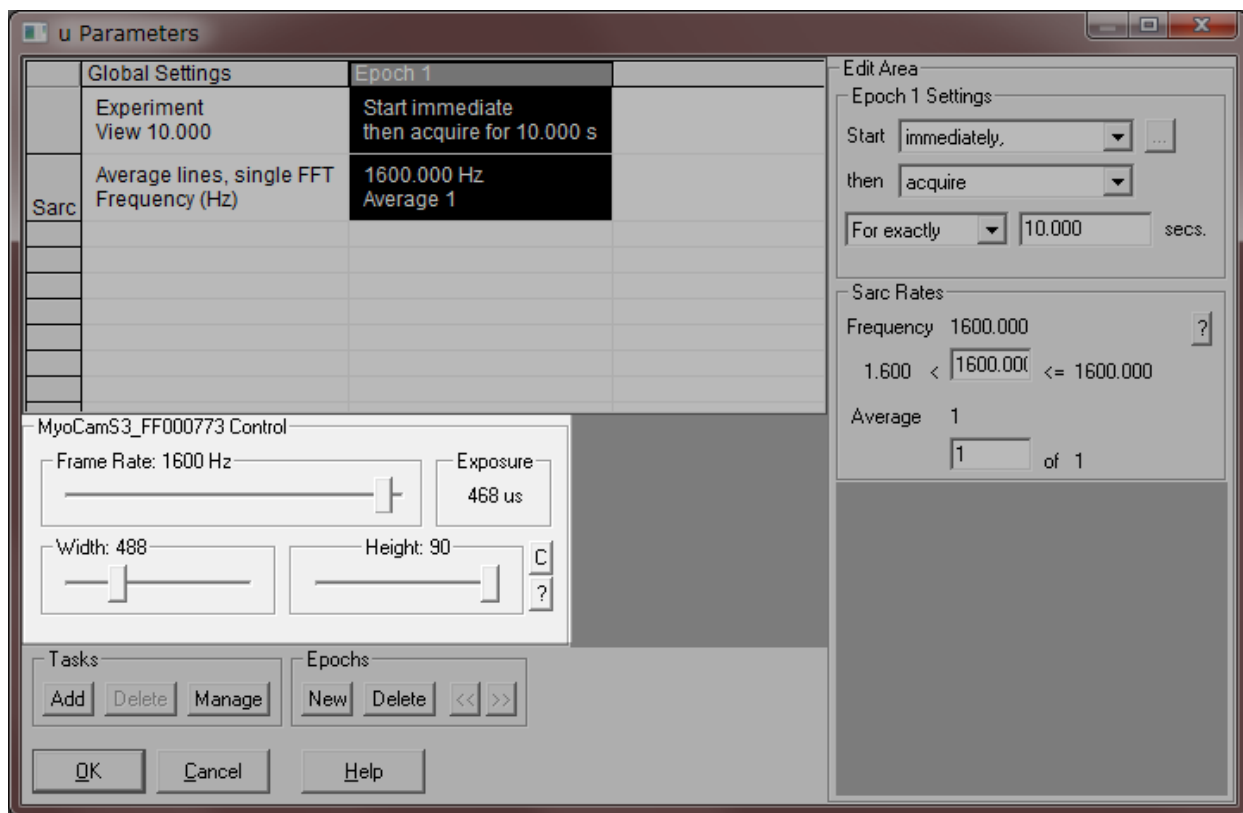 u Parameters
Global Settings
Epoch 1
Experiment
View 10.000
Start immediate
then acquire for 10.000 s
Sarc
Average lines, single FFT
Frequency (Hz)
1600.000 Hz
Average 1
Edit Area
Epoch 1 Settings
Start immediately, ...
then acquire
For exactly 10.000 secs.
Sarc Rates
Frequency 1600.000 ?
1.600 < 1600.00( <= 1600.000
Average 1
1 of 1
MyoCamS3_FF000773 Control
Frame Rate: 1600 Hz
Exposure
468 us
Width: 488
Height: 90
C
?
Tasks
Add Delete Manage
Epochs
New Delete << >>
OK Cancel Help